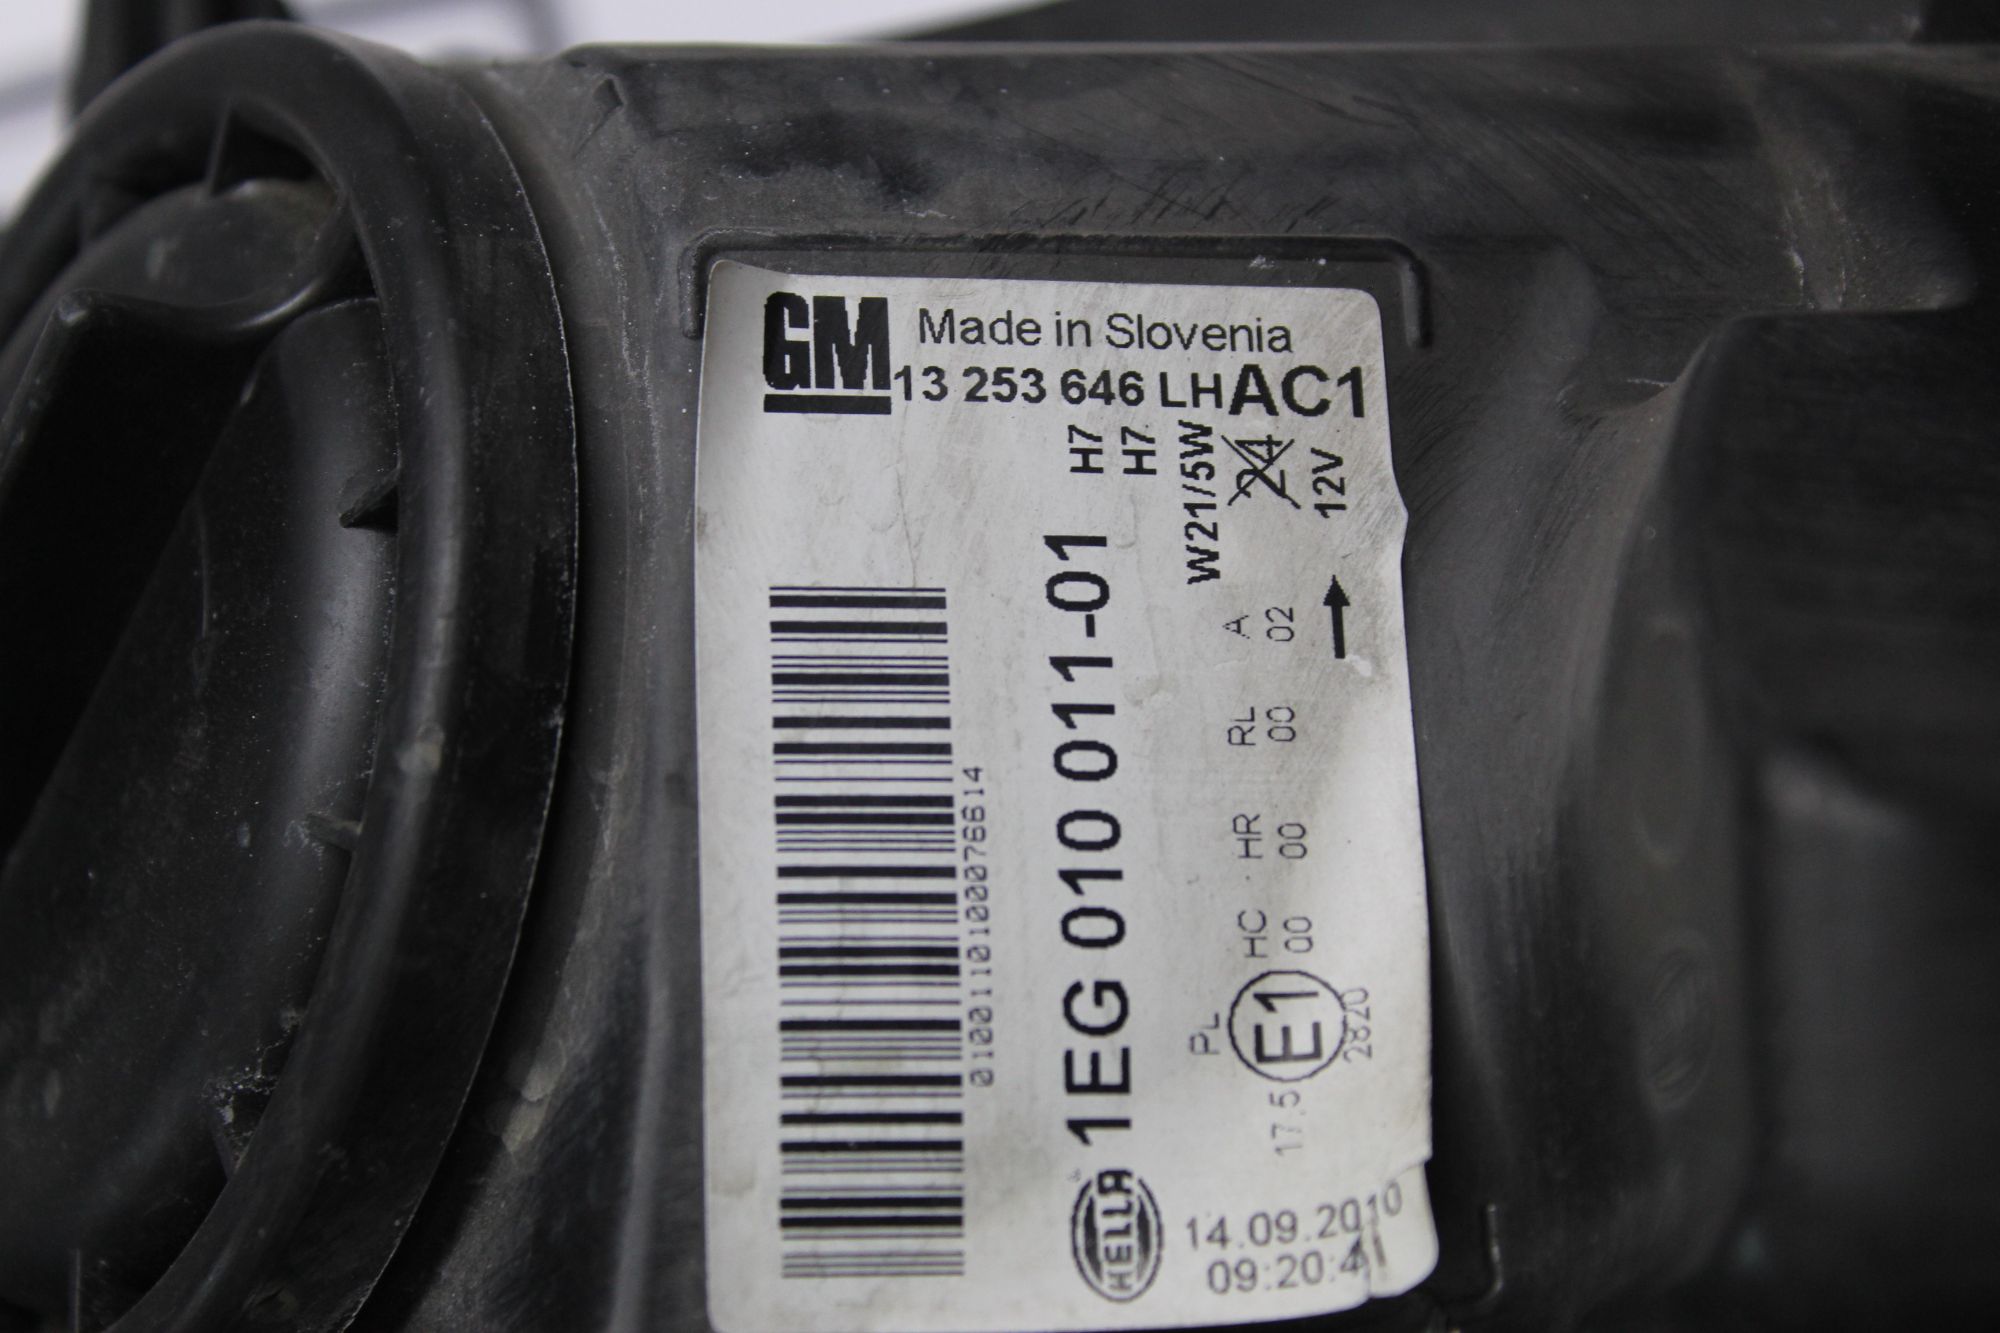 GM Made in Slovenia
13 253 646 LH AC1
H7
H7
W21/5W
24
12V
1EG 010 011-01
0100110100076614
A
02
RL
00
HR
00
HC
00
PL
E1
17.5
2820
HELLA
14.09.2010
09:20:41